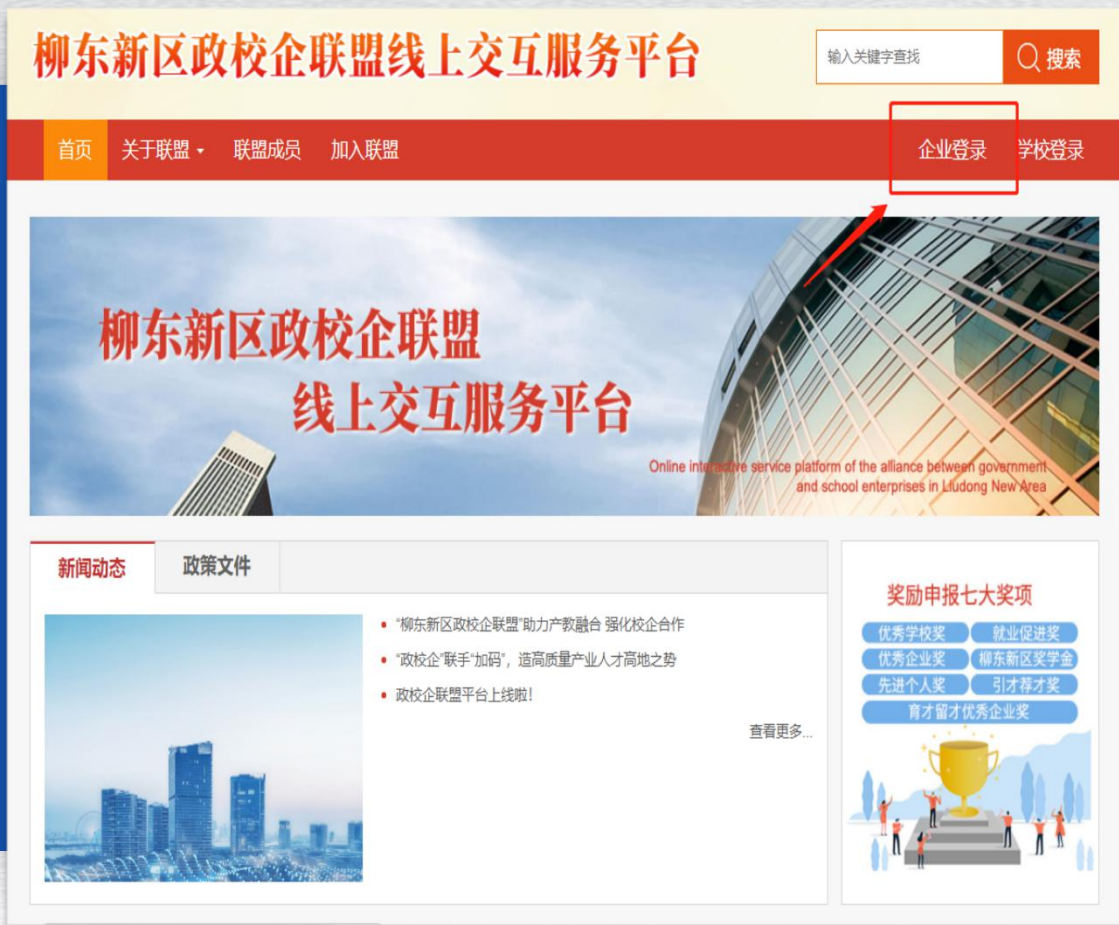 柳东新区政校企联盟线上交互服务平台
输入关键字查找
搜索
首页 关于联盟 联盟成员 加入联盟 企业登录 学校登录
柳东新区政校企联盟
线上交互服务平台
Online interactive service platform of the alliance between government
and school enterprises in Lludong New Area
新闻动态 政策文件
“柳东新区政校企联盟”助力产教融合 强化校企合作
“政校企”联手“加码”，造高质量产业人才高地之势
政校企联盟平台上线啦！
查看更多...
奖励申报七大奖项
优秀学校奖 就业促进奖
优秀企业奖 柳东新区奖学金
先进个人奖 引才荐才奖
育才留才优秀企业奖